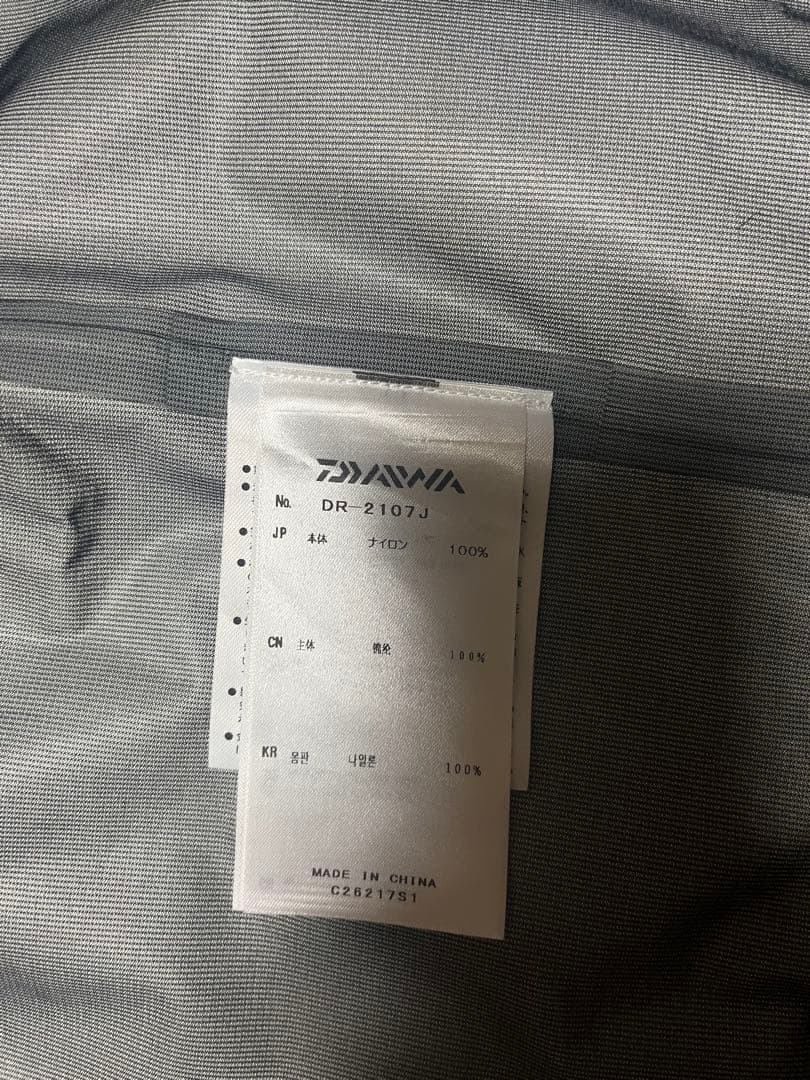 DAIWA
No. DR-2107J
JP 本体 ナイロン 100%
CN 主体 锦纶 100%
KR 몸판 나일론 100%
MADE IN CHINA
C26217S1